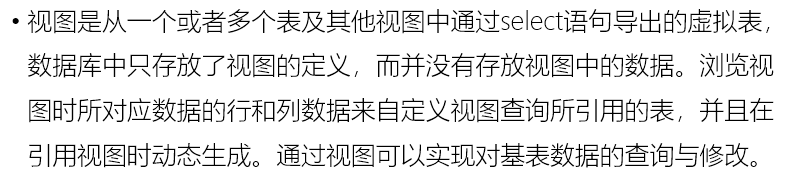 • 视图是从一个或者多个表及其他视图中通过select语句导出的虚拟表，
数据库中只存放了视图的定义，而并没有存放视图中的数据。浏览视
图时所对应数据的行和列数据来自定义视图查询所引用的表，并且在
引用视图时动态生成。通过视图可以实现对基表数据的查询与修改。